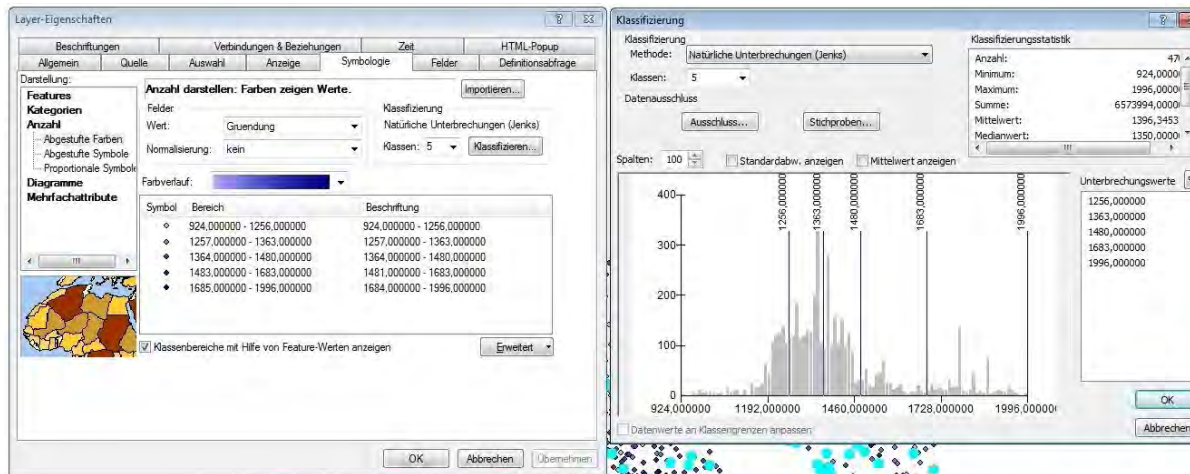 Layer-Eigenschaften
Beschriftungen Verbindungen & Beziehungen Zeit HTML-Popup
Allgemein Quelle Auswahl Anzeige Symbologie Felder Definitionsabfrage
Darstellung:
Features
Kategorien
Anzahl
Abgestufte Farben
Abgestufte Symbole
Proportionale Symbole
Diagramme
Mehrfachattribute
Anzahl darstellen: Farben zeigen Werte.
Importieren...
Felder
Wert: Gruendung
Normalisierung: kein
Klassifizierung
Natürliche Unterbrechungen (Jenks)
Klassen: 5 Klassifizieren...
Farbverlauf:
Symbol Bereich Beschriftung
924,000000 - 1256,000000 924,000000 - 1256,000000
1257,000000 - 1363,000000 1257,000000 - 1363,000000
1364,000000 - 1480,000000 1364,000000 - 1480,000000
1483,000000 - 1683,000000 1481,000000 - 1683,000000
1685,000000 - 1996,000000 1684,000000 - 1996,000000
Klassenbereiche mit Hilfe von Feature-Werten anzeigen
Erweitert
OK Abbrechen Übernehmen
Klassifizierung
Klassifizierung
Methode: Natürliche Unterbrechungen (Jenks)
Klassen: 5
Datenausschluss
Ausschluss... Stichproben...
Klassifizierungsstatistik
Anzahl:
Minimum: 924,0000
Maximum: 1996,0000
Summe: 6573994,0000
Mittelwert: 1396,3453
Medianwert: 1350,0000
Spalten: 100 Standardabw. anzeigen Mittelwert anzeigen
Unterbrechungswerte
1256,000000
1363,000000
1480,000000
1683,000000
1996,000000
1256,000000 1363,000000 1480,000000 1683,000000 1996,000000
400
300
200
100
0
924,000000 1192,000000 1460,000000 1728,000000 1996,00000
Datenwerte an Klassengrenzen anpassen
OK
Abbrechen